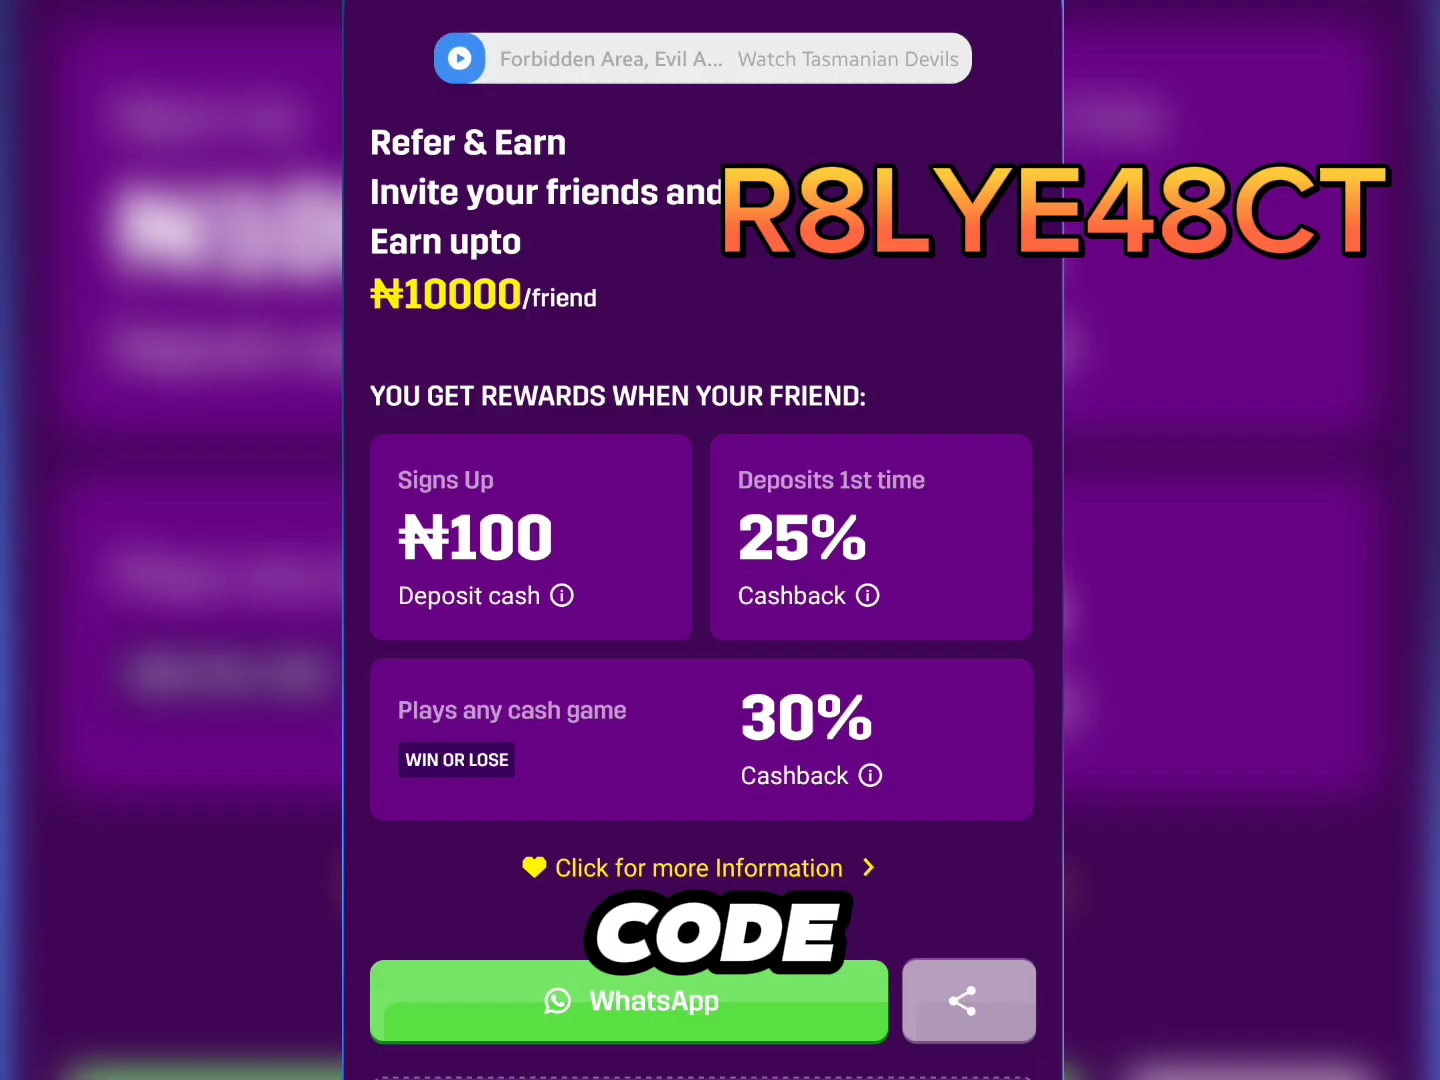 Forbidden Area, Evil A... Watch Tasmanian Devils
Refer & Earn
Invite your friends and
R8LYE48CT
Earn upto
₦10000/friend
YOU GET REWARDS WHEN YOUR FRIEND:
Signs Up
₦100
Deposit cash
Deposits 1st time
25%
Cashback
Plays any cash game
WIN OR LOSE
30%
Cashback
Click for more Information
CODE
WhatsApp